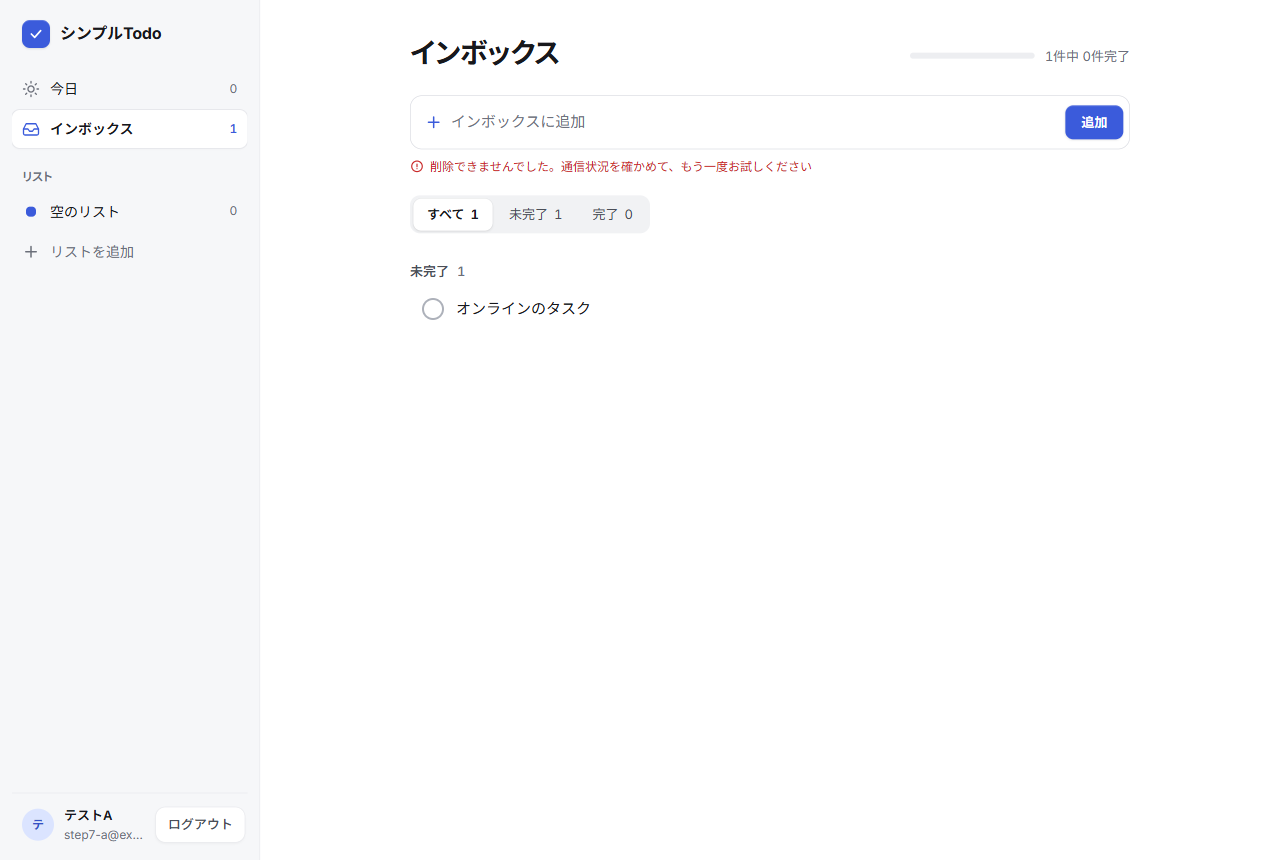 シンプルTodo
今日 0
インボックス 1
リスト
空のリスト 0
リストを追加
テ
テストA
step7-a@ex...
ログアウト
インボックス
1件中 0件完了
インボックスに追加
追加
削除できませんでした。通信状況を確かめて、もう一度お試しください
すべて 1 未完了 1 完了 0
未完了 1
オンラインのタスク